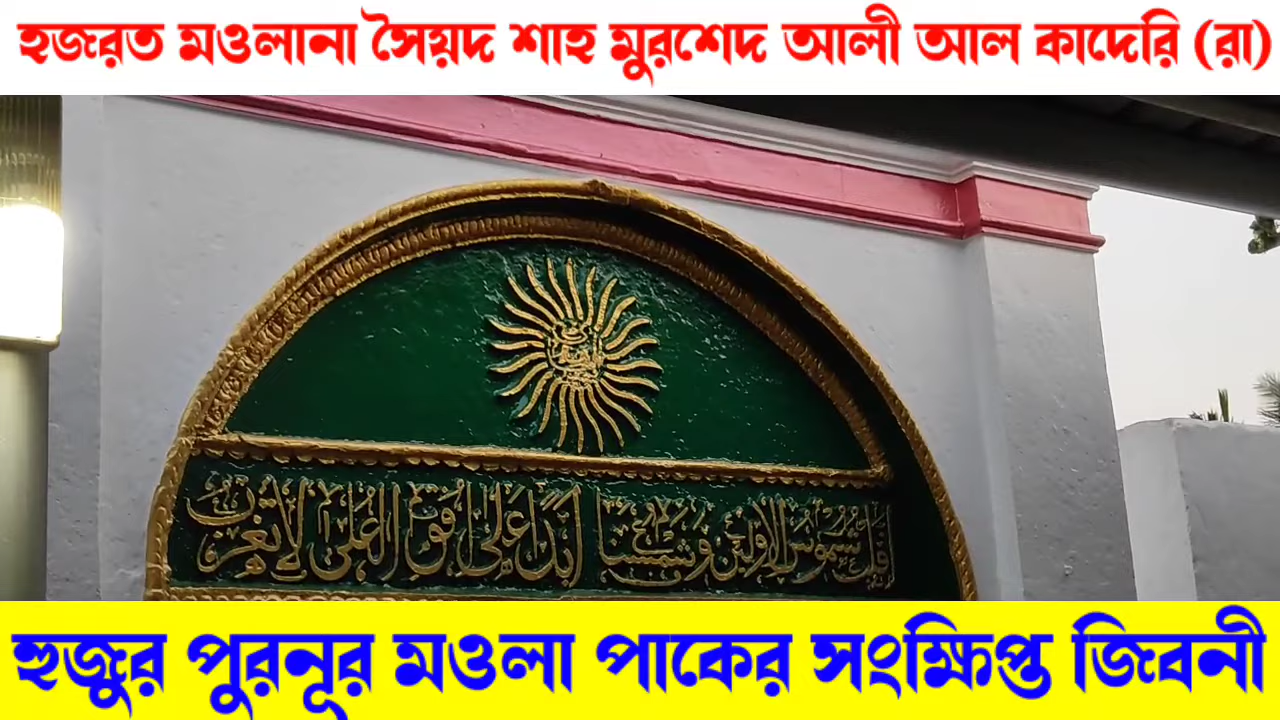 হজরত মওলানা সৈয়দ শাহ মুরশেদ আলী আল কাদেরি (রা)
افلت شموس الاولين وشمسنا ابدا على افق العلى لا تغرب
হুজুর পুরনূর মওলা পাকের সংক্ষিপ্ত জিবনী